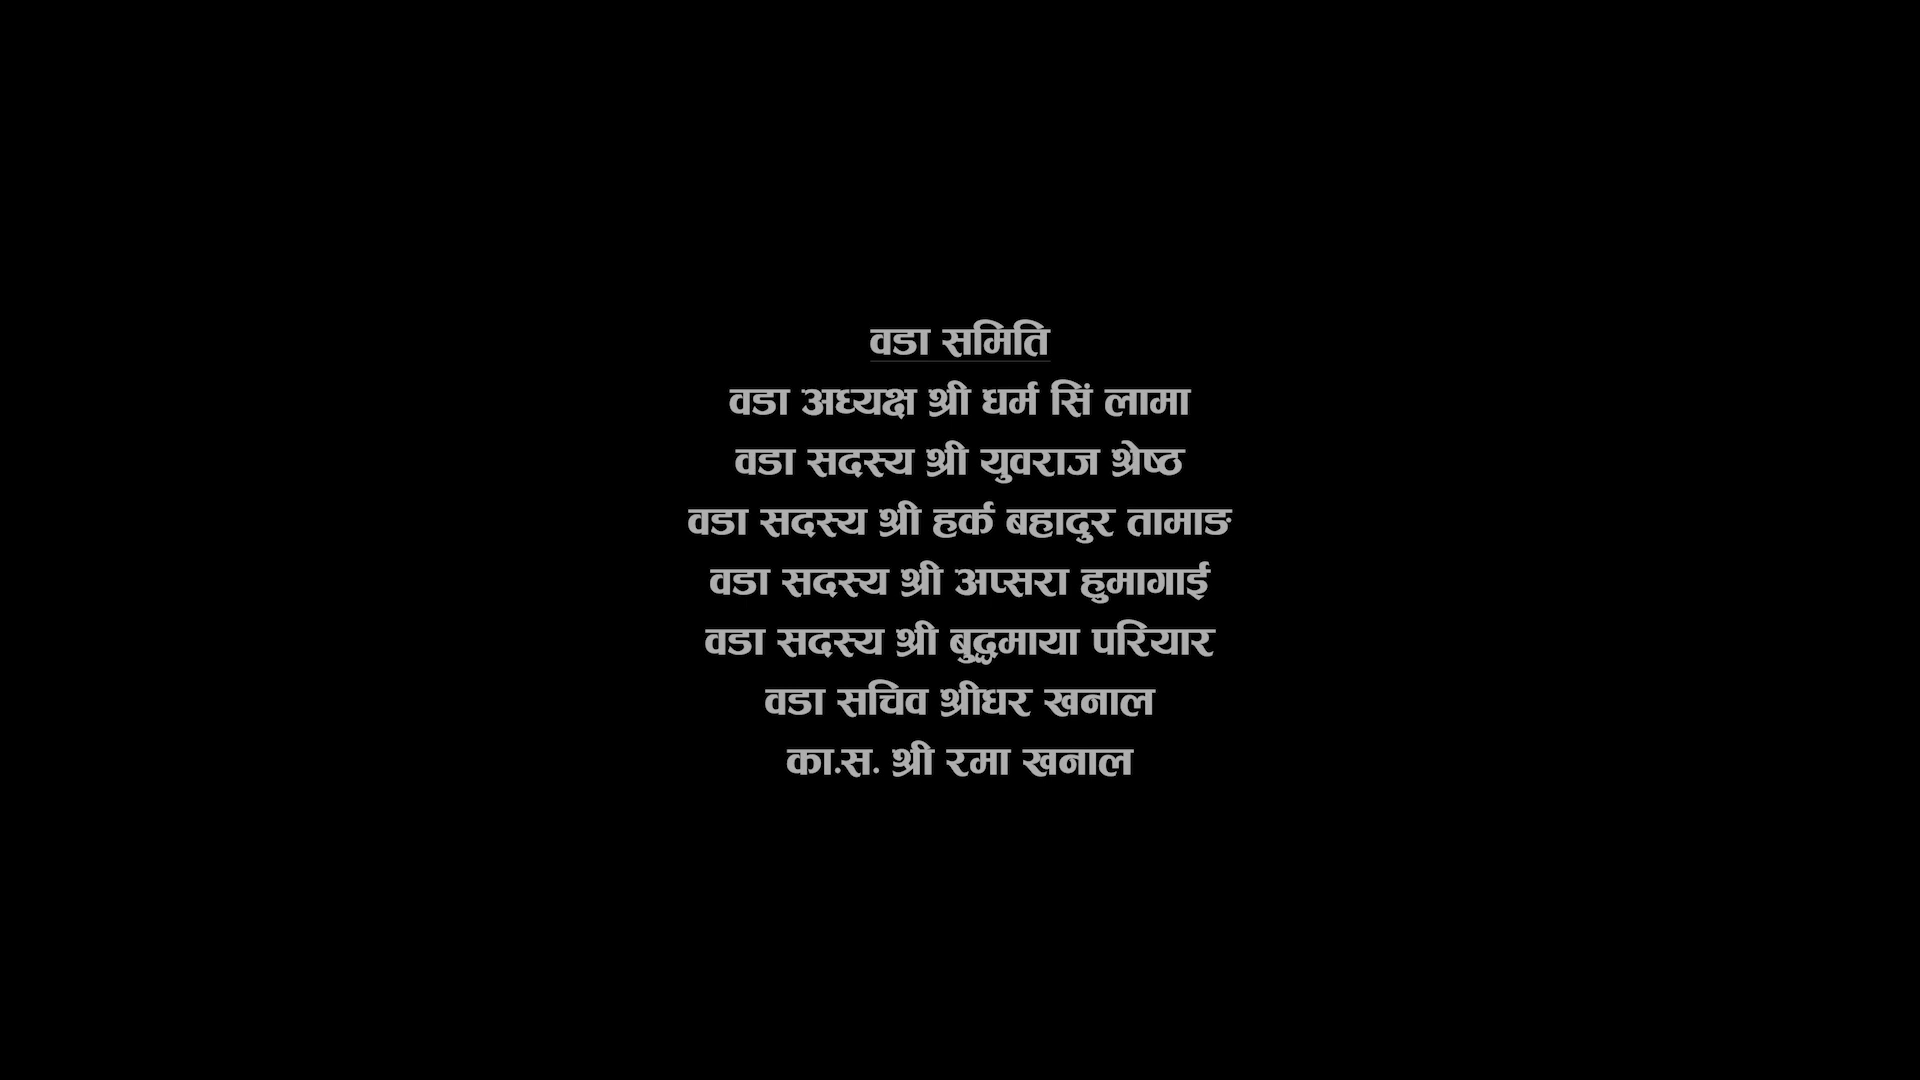 वडा समिति
वडा अध्यक्ष श्री धर्म सिं लामा
वडा सदस्य श्री युवराज श्रेष्ठ
वडा सदस्य श्री हर्क बहादुर तामाङ
वडा सदस्य श्री अप्सरा हुमागाई
वडा सदस्य श्री बुद्धमाया परियार
वडा सचिव श्रीधर खनाल
का.स. श्री रमा खनाल